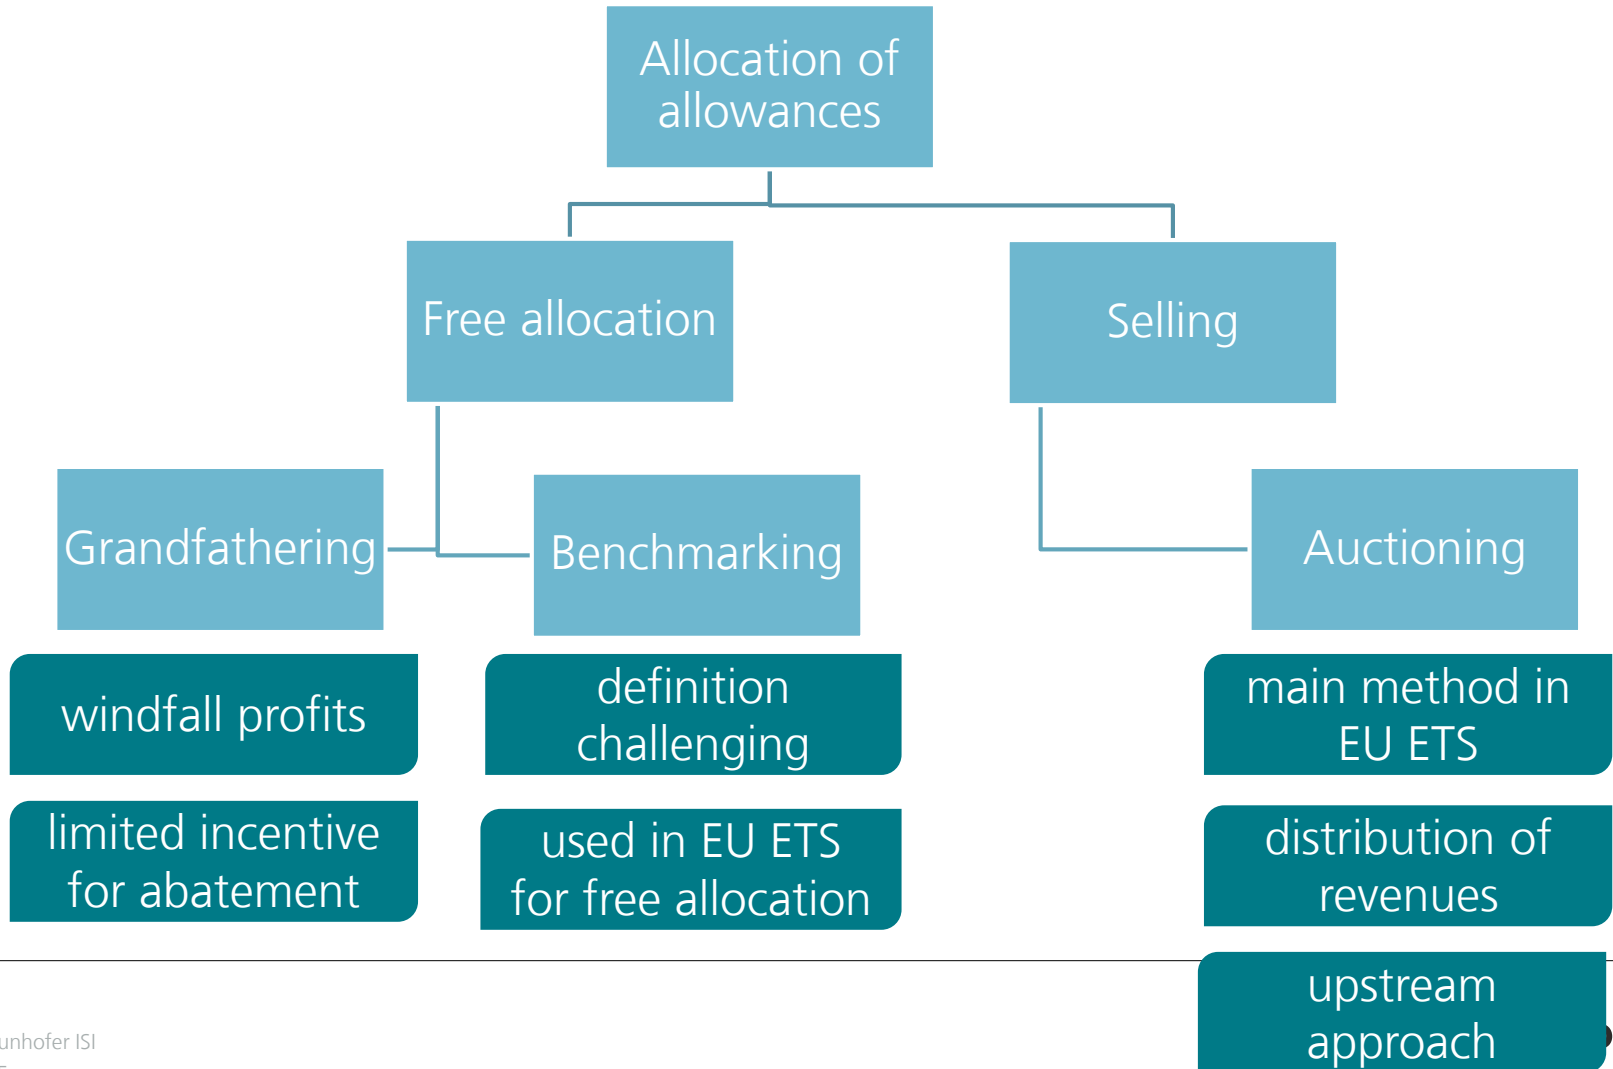 Allocation of
allowances
Free allocation
Selling
Grandfathering
Benchmarking
Auctioning
windfall profits
definition
challenging
main method in
EU ETS
limited incentive
for abatement
used in EU ETS
for free allocation
distribution of
revenues
upstream
approach
unhofer ISI